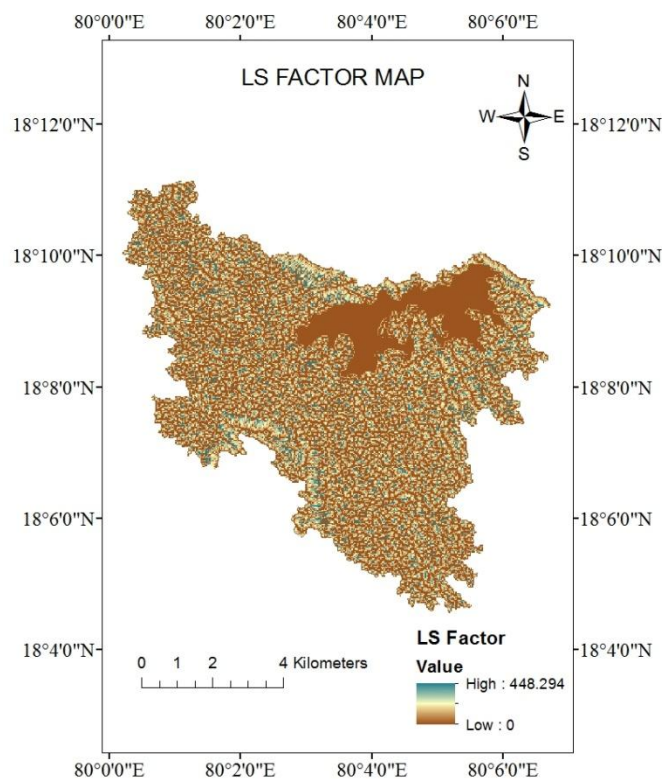 80°0'0"E 80°2'0"E 80°4'0"E 80°6'0"E
LS FACTOR MAP
N
W E
S
18°12'0"N 18°12'0"N
18°10'0"N 18°10'0"N
18°8'0"N 18°8'0"N
18°6'0"N 18°6'0"N
18°4'0"N 18°4'0"N
LS Factor
Value
High : 448.294
Low : 0
0 1 2 4 Kilometers
80°0'0"E 80°2'0"E 80°4'0"E 80°6'0"E